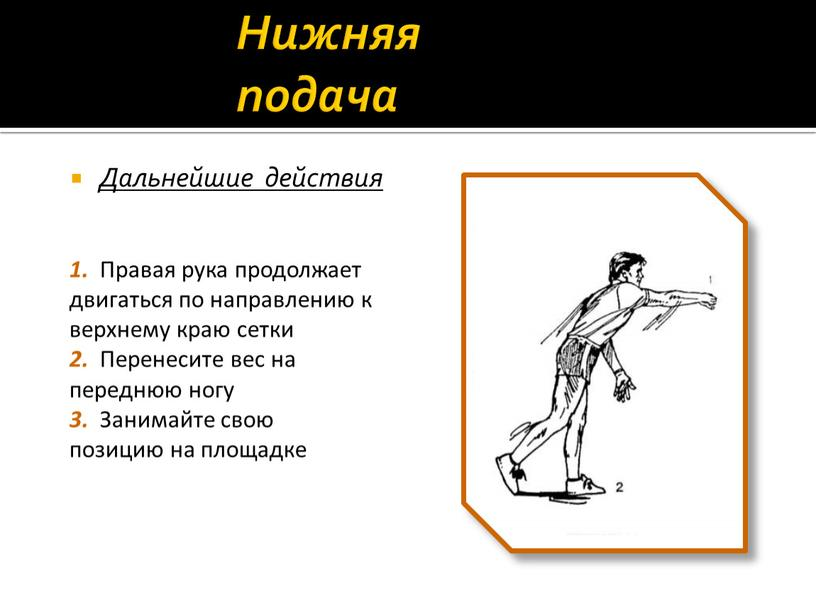 Нижняя
подача
Дальнейшие действия
1. Правая рука продолжает
двигаться по направлению к
верхнему краю сетки
2. Перенесите вес на
переднюю ногу
3. Занимайте свою
позицию на площадке
1
2